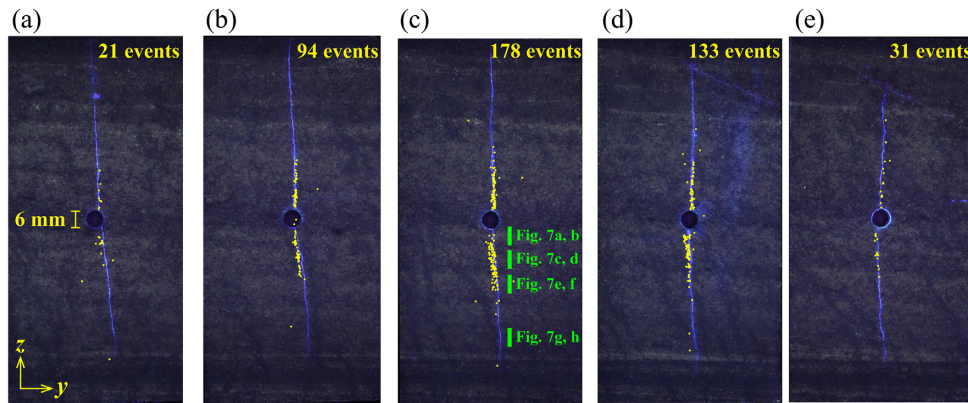 (a)
(b)
(c)
(d)
(e)
21 events
94 events
178 events
133 events
31 events
6 mm
Fig. 7a, b
Fig. 7c, d
Fig. 7e, f
Fig. 7g, h
z
y